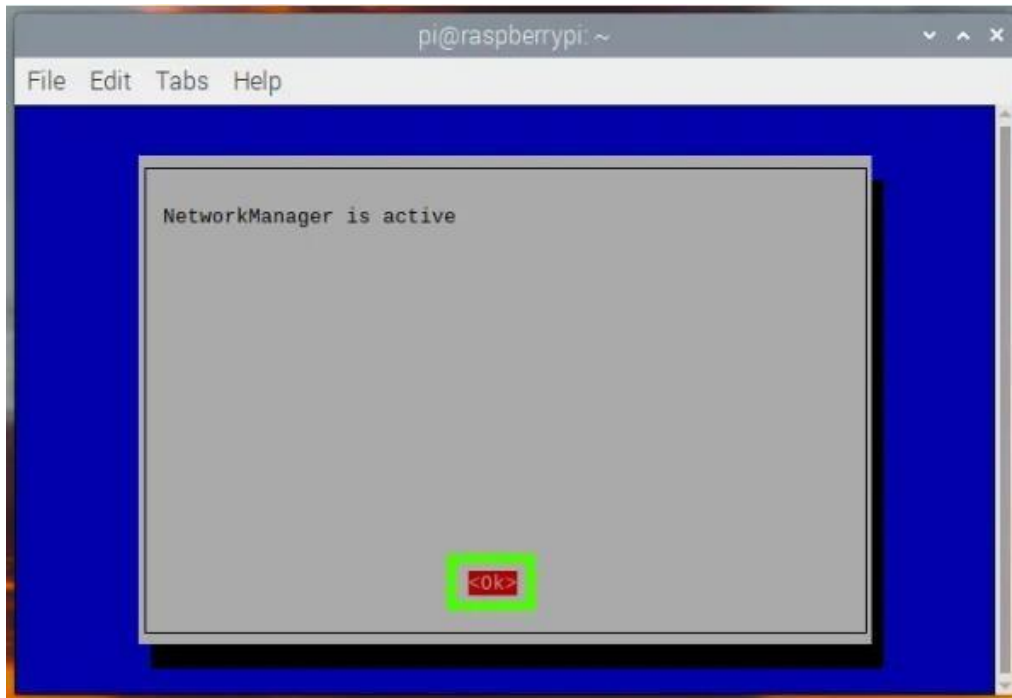 pi@raspberrypi: ~
File Edit Tabs Help
NetworkManager is active
<Ok>